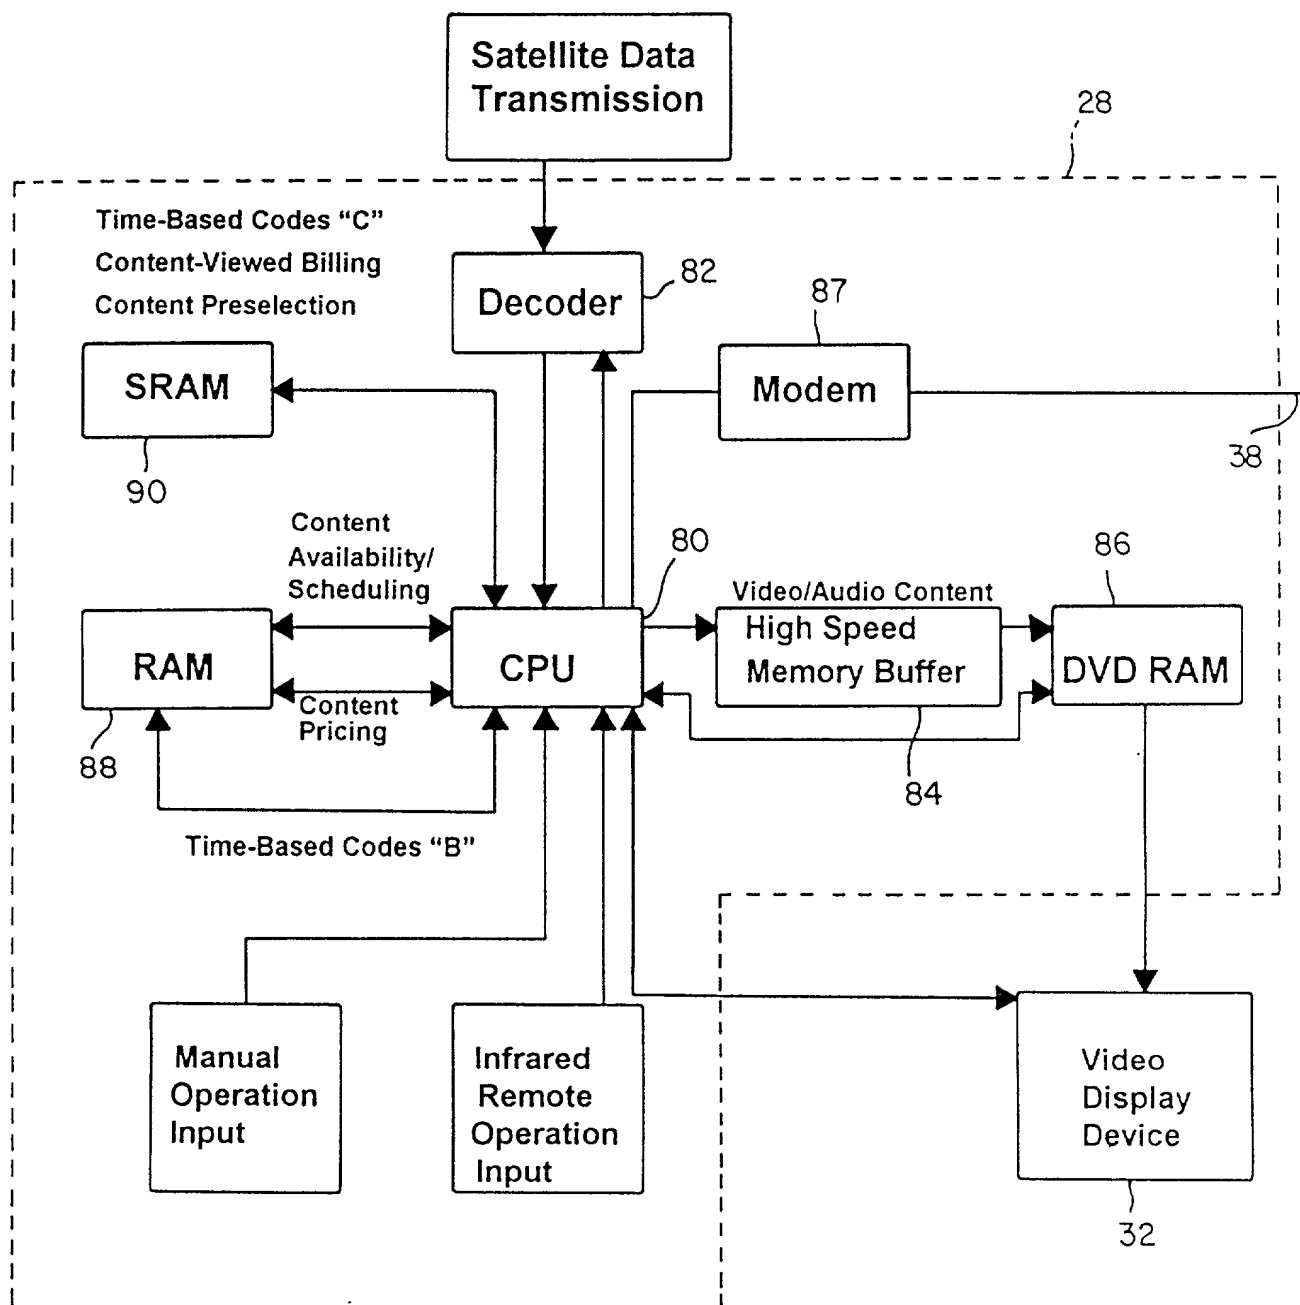 Satellite Data
Transmission
28
Time-Based Codes “C”
Content-Viewed Billing
Content Preselection
Decoder
82
87
SRAM
Modem
90
38
Content
Availability/
Scheduling
80
86
Video/Audio Content
RAM
CPU
High Speed
Memory Buffer
DVD RAM
Content
Pricing
88
84
Time-Based Codes “B”
Manual
Operation
Input
Infrared
Remote
Operation
Input
Video
Display
Device
32